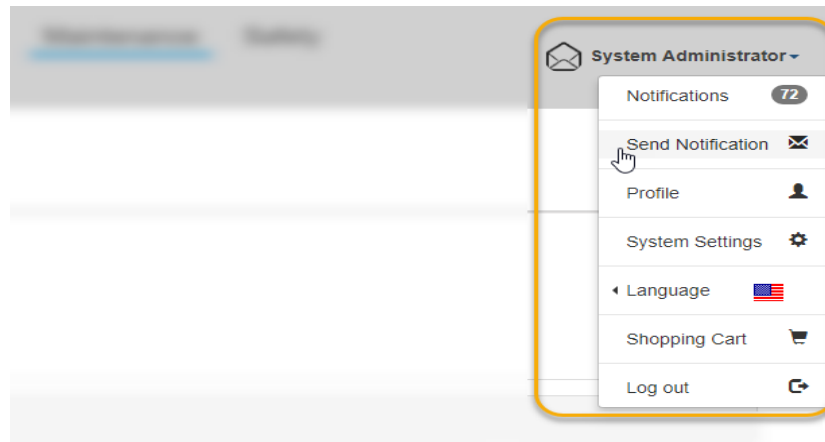 System Administrator
Notifications 72
Send Notification
Profile
System Settings
Language
Shopping Cart
Log out